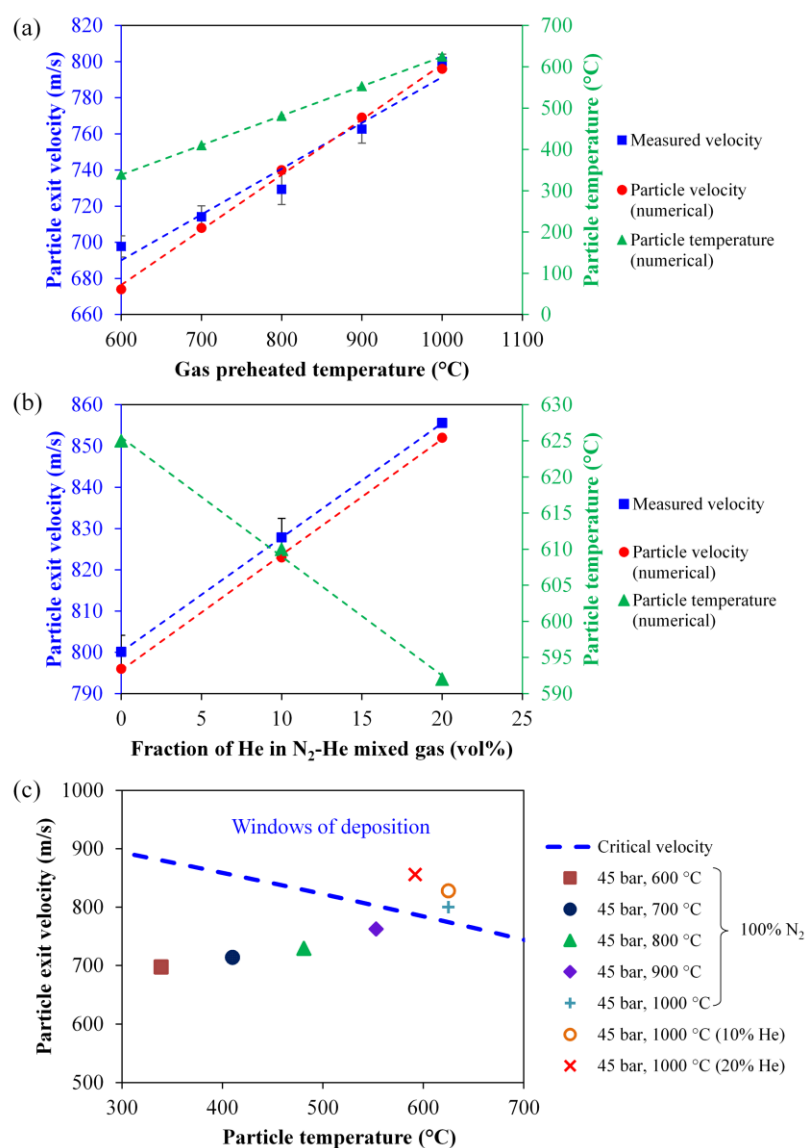 (a)
Particle exit velocity (m/s)
820
800
780
760
740
720
700
680
660
700
600
500
400
300
200
100
0
Particle temperature (°C)
600 700 800 900 1000 1100
Gas preheated temperature (°C)
Measured velocity
Particle velocity
(numerical)
Particle temperature
(numerical)
(b)
Particle exit velocity (m/s)
860
850
840
830
820
810
800
790
630
625
620
615
610
605
600
595
590
Particle temperature (°C)
0 5 10 15 20 25
Fraction of He in N₂-He mixed gas (vol%)
Measured velocity
Particle velocity
(numerical)
Particle temperature
(numerical)
(c)
Particle exit velocity (m/s)
1000
900
800
700
600
500
Windows of deposition
300 400 500 600 700
Particle temperature (°C)
Critical velocity
45 bar, 600 °C
45 bar, 700 °C
45 bar, 800 °C
45 bar, 900 °C
45 bar, 1000 °C
100% N₂
45 bar, 1000 °C (10% He)
45 bar, 1000 °C (20% He)